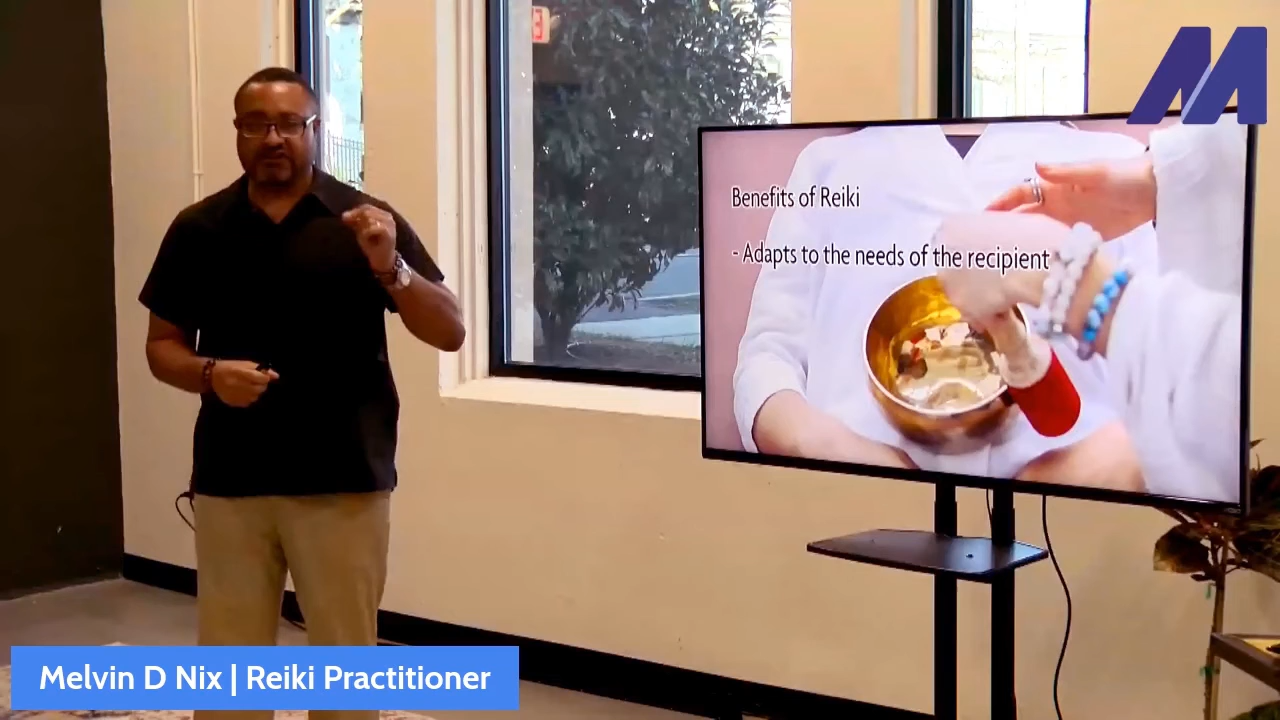 Benefits of Reiki
- Adapts to the needs of the recipient
Melvin D Nix | Reiki Practitioner